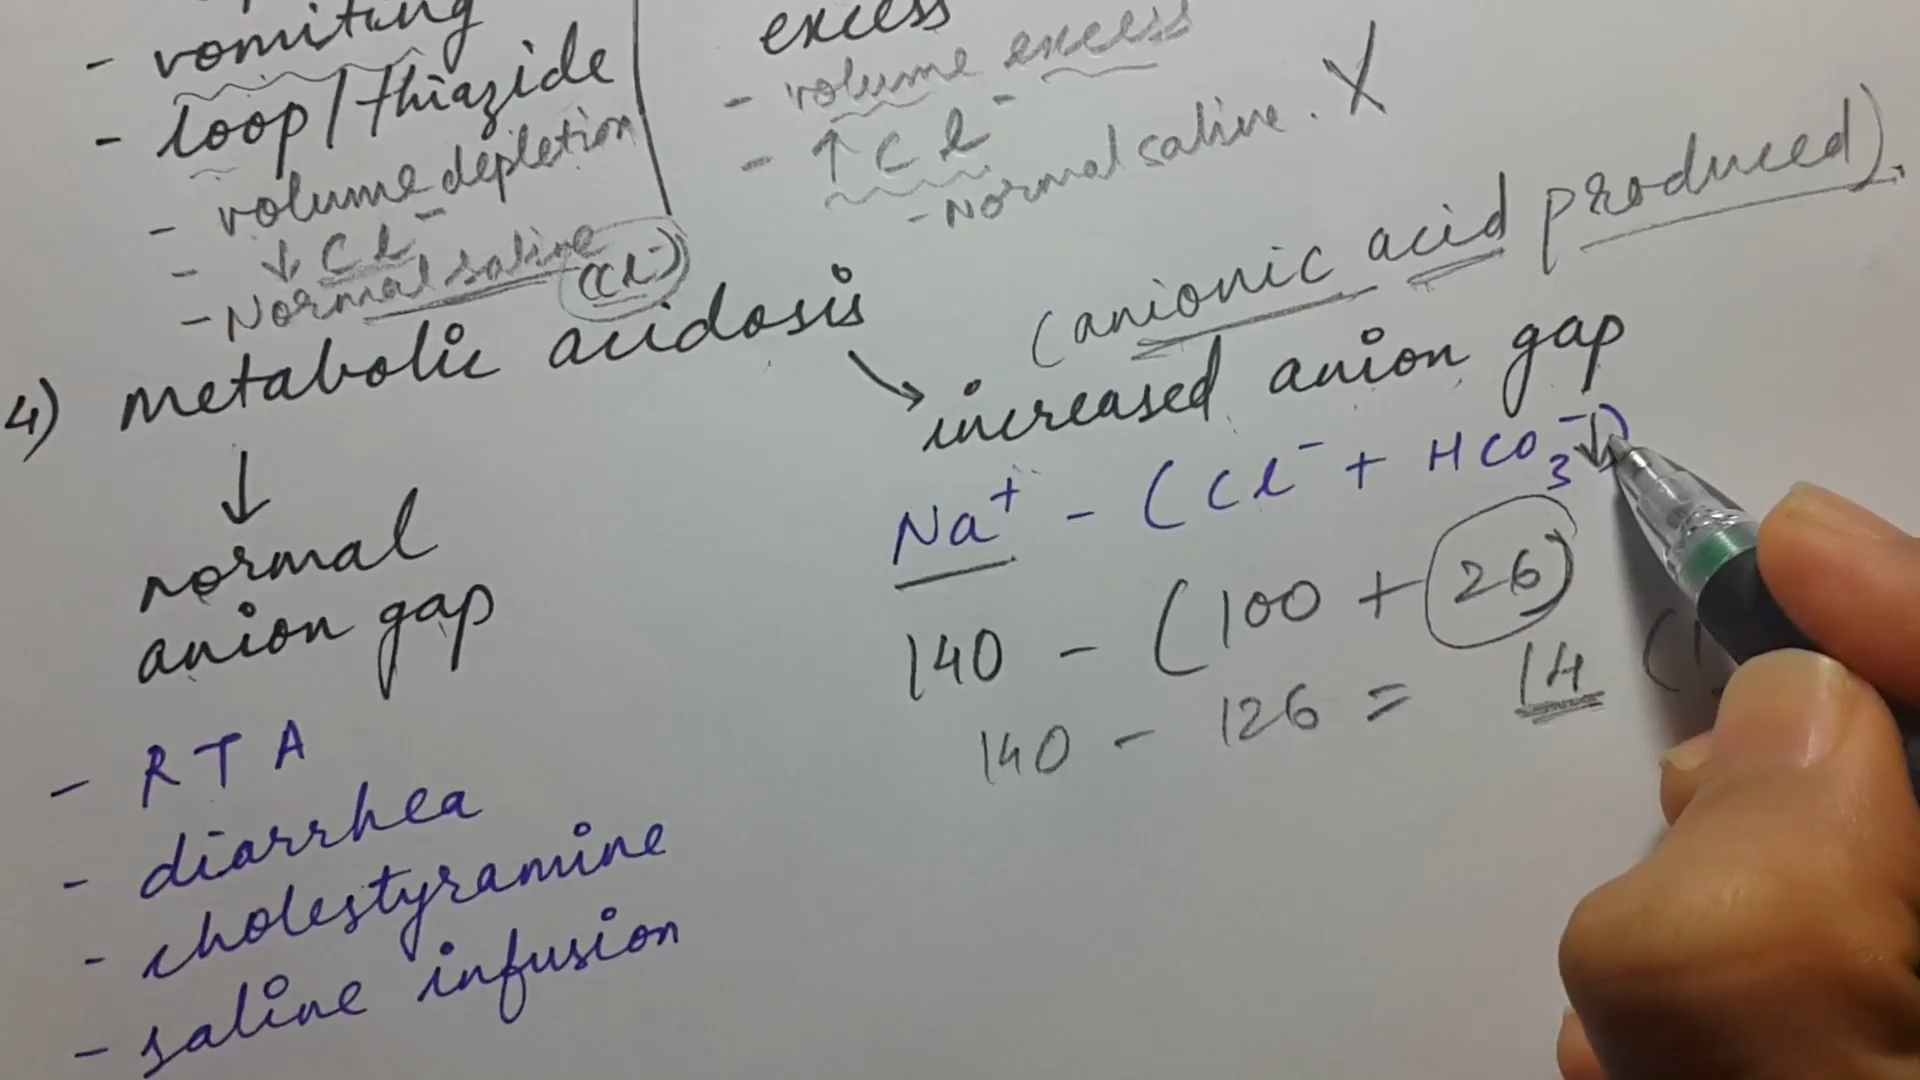 - vomiting
- loop/thiazide
- volume depletion
- ↓ Cl⁻
- Normal saline (Cl⁻)
excess
- volume excess
- ↑ Cl⁻
- Normal saline. X
4) metabolic acidosis
↓
normal
anion gap
- RTA
- diarrhea
- cholestyramine
- saline infusion
(anionic acid produced).
→ increased anion gap
Na⁺ - (Cl⁻ + HCO₃⁻↓)
140 - (100 + 26)
140 - 126 = 14